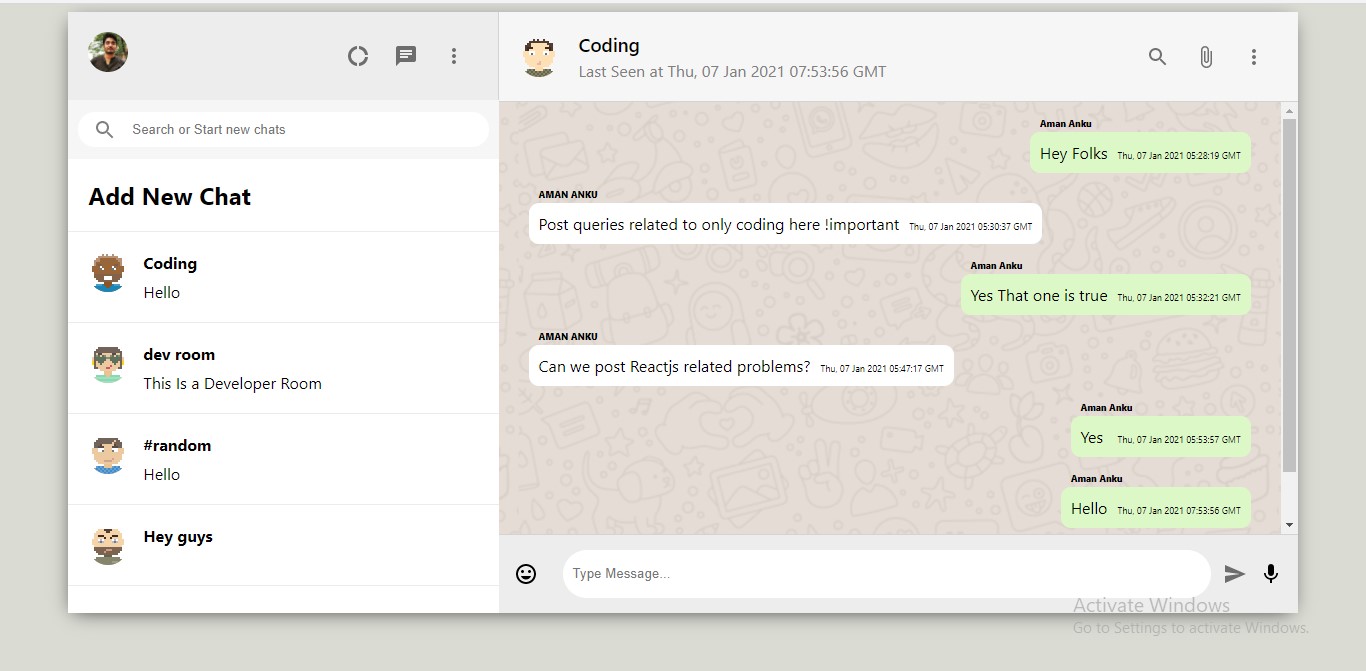 Search or Start new chats
Add New Chat
Coding
Hello
dev room
This Is a Developer Room
#random
Hello
Hey guys
Coding
Last Seen at Thu, 07 Jan 2021 07:53:56 GMT
Aman Anku
Hey Folks Thu, 07 Jan 2021 05:28:19 GMT
AMAN ANKU
Post queries related to only coding here !important Thu, 07 Jan 2021 05:30:37 GMT
Aman Anku
Yes That one is true Thu, 07 Jan 2021 05:32:21 GMT
AMAN ANKU
Can we post Reactjs related problems? Thu, 07 Jan 2021 05:47:17 GMT
Aman Anku
Yes Thu, 07 Jan 2021 05:53:57 GMT
Aman Anku
Hello Thu, 07 Jan 2021 07:53:56 GMT
Type Message...
Activate Windows
Go to Settings to activate Windows.